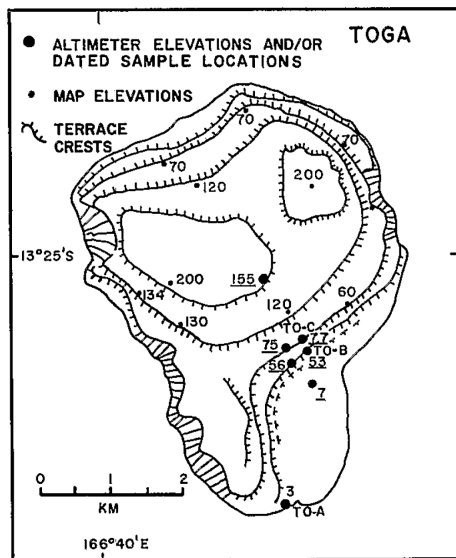 TOGA
ALTIMETER ELEVATIONS AND/OR
DATED SAMPLE LOCATIONS
MAP ELEVATIONS
TERRACE
CRESTS
70
70
70
120
200
13°25'S
200
155
134
130
120
60
TO-C
77
75
TO-B
56
53
7
3
TO-A
0 1 2
KM
166°40'E